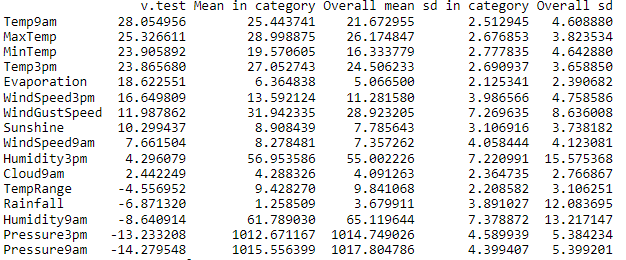 v.test Mean in category Overall mean sd in category Overall sd
Temp9am 28.054956 25.443741 21.672955 2.512945 4.608880
MaxTemp 25.326611 28.998875 26.174847 2.676853 3.823534
MinTemp 23.905892 19.570605 16.333779 2.777835 4.642880
Temp3pm 23.865680 27.052743 24.506233 2.690937 3.658850
Evaporation 18.622551 6.364838 5.066500 2.125341 2.390682
WindSpeed3pm 16.649809 13.592124 11.281580 3.986566 4.758586
WindGustSpeed 11.987862 31.942335 28.923205 7.269635 8.636008
Sunshine 10.299437 8.908439 7.785643 3.106916 3.738182
WindSpeed9am 7.661504 8.278481 7.357262 4.058444 4.123081
Humidity3pm 4.296079 56.953586 55.002226 7.220991 15.575368
Cloud9am 2.442249 4.288326 4.091263 2.364735 2.766867
TempRange -4.556952 9.428270 9.841068 2.208582 3.106251
Rainfall -6.871320 1.258509 3.679911 3.891027 12.083695
Humidity9am -8.640914 61.789030 65.119644 7.378872 13.217147
Pressure3pm -13.233208 1012.671167 1014.749026 4.589939 5.384234
Pressure9am -14.279548 1015.556399 1017.804786 4.399407 5.399201